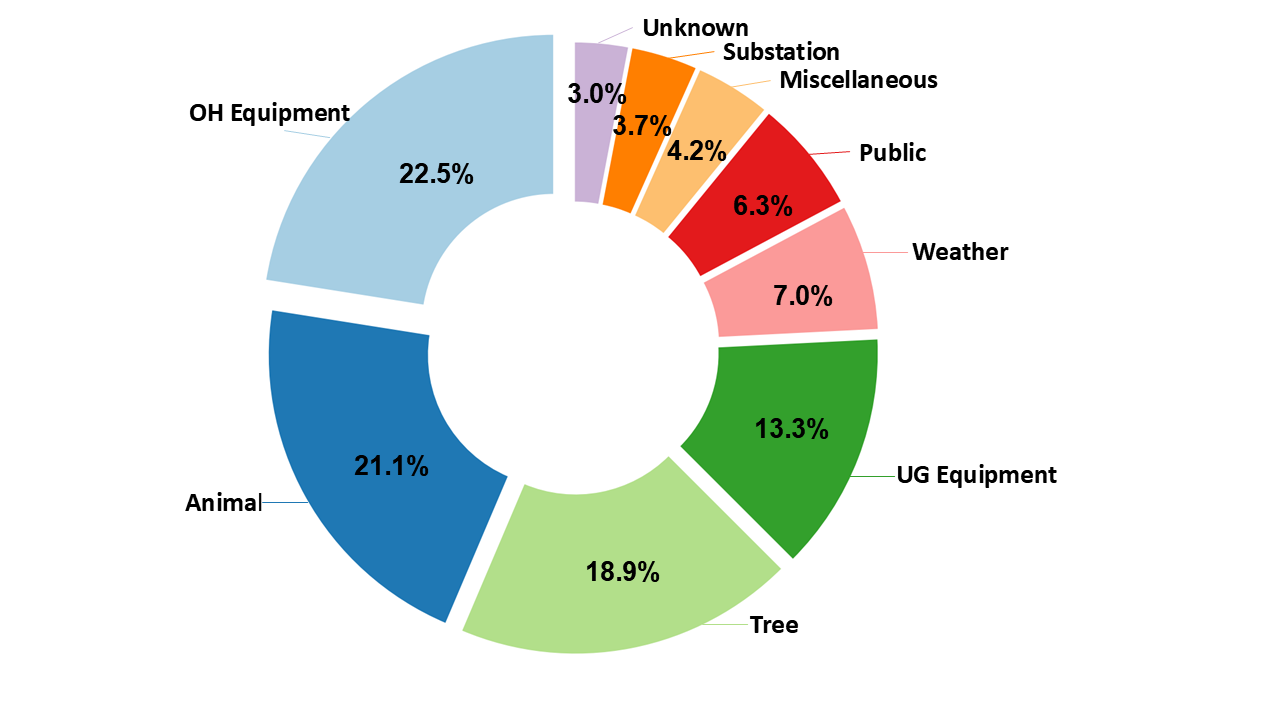 Unknown
Substation
Miscellaneous
OH Equipment
Public
Weather
UG Equipment
Animal
Tree
3.0%
3.7%
4.2%
6.3%
7.0%
13.3%
18.9%
21.1%
22.5%